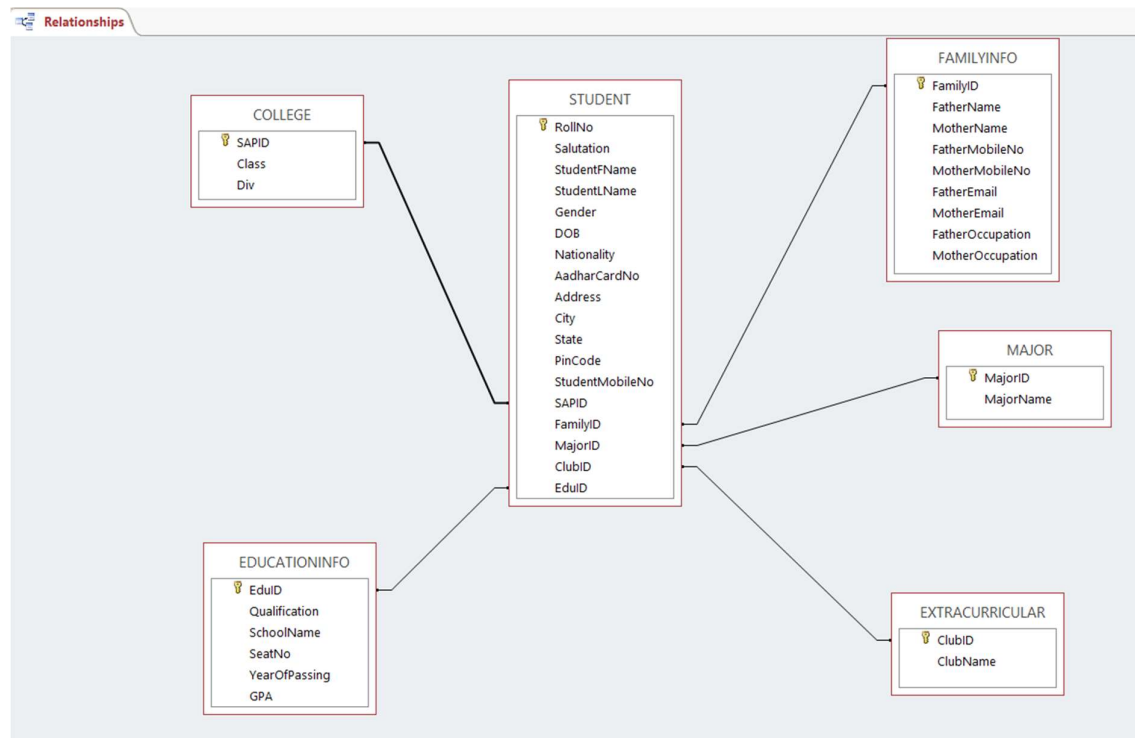 Relationships
COLLEGE
SAPID
Class
Div
STUDENT
RollNo
Salutation
StudentFName
StudentLName
Gender
DOB
Nationality
AadharCardNo
Address
City
State
PinCode
StudentMobileNo
SAPID
FamilyID
MajorID
ClubID
EduID
FAMILYINFO
FamilyID
FatherName
MotherName
FatherMobileNo
MotherMobileNo
FatherEmail
MotherEmail
FatherOccupation
MotherOccupation
MAJOR
MajorID
MajorName
EDUCATIONINFO
EduID
Qualification
SchoolName
SeatNo
YearOfPassing
GPA
EXTRACURRICULAR
ClubID
ClubName